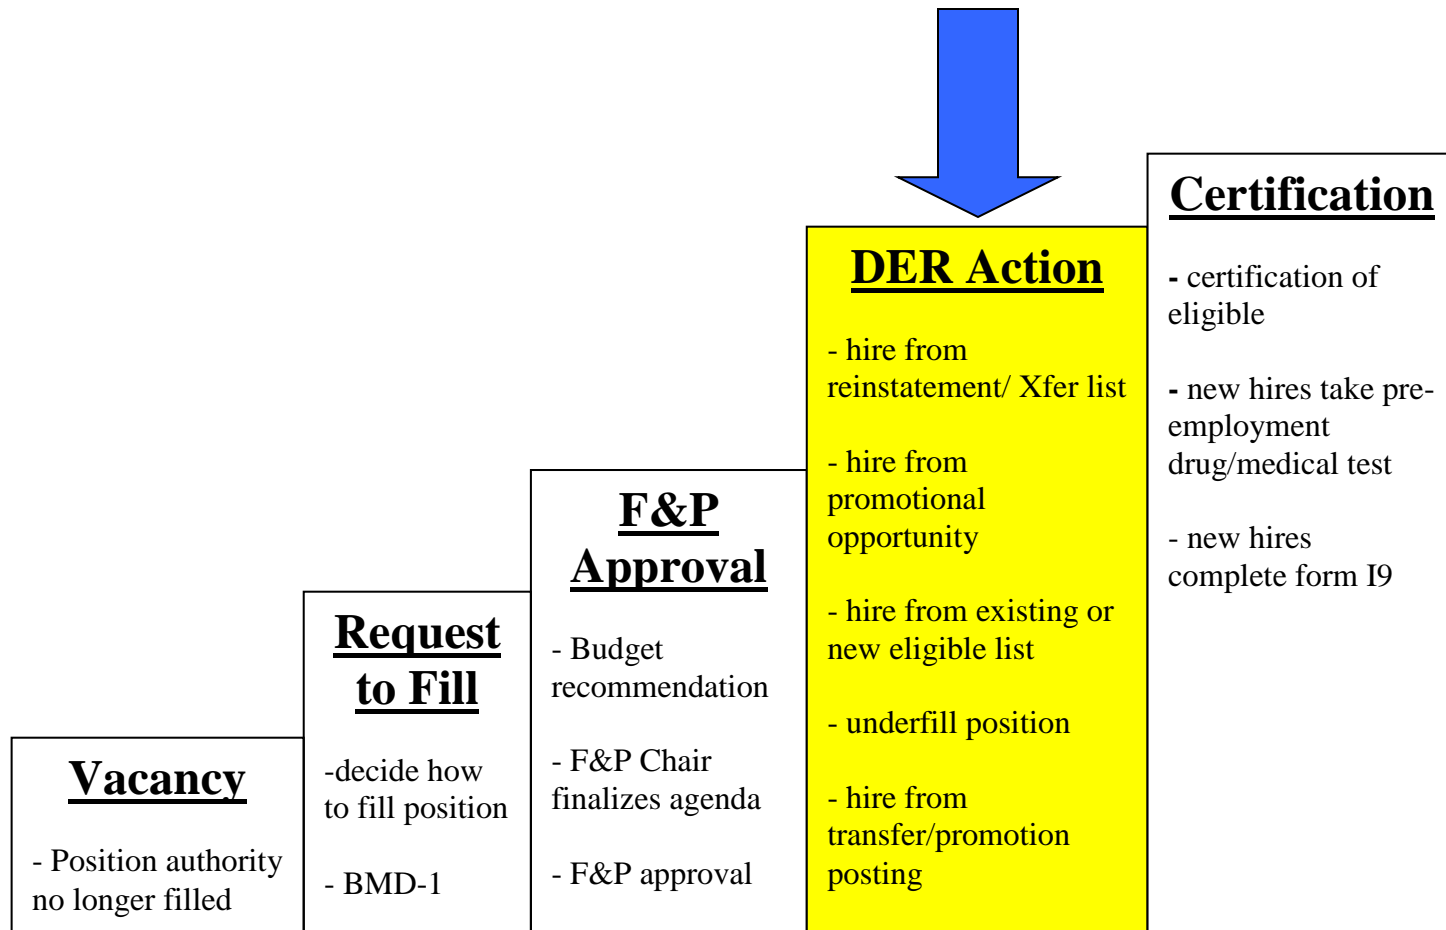 Vacancy
- Position authority
no longer filled
Request
to Fill
-decide how
to fill position
- BMD-1
F&P
Approval
- Budget
recommendation
- F&P Chair
finalizes agenda
- F&P approval
DER Action
- hire from
reinstatement/ Xfer list
- hire from
promotional
opportunity
- hire from existing or
new eligible list
- underfill position
- hire from
transfer/promotion
posting
Certification
- certification of
eligible
- new hires take pre-
employment
drug/medical test
- new hires
complete form I9